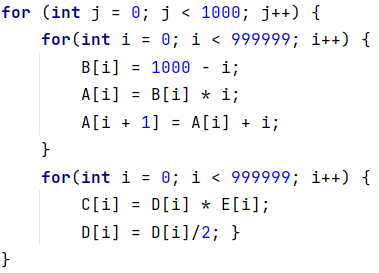 for (int j = 0; j < 1000; j++) {
    for(int i = 0; i < 999999; i++) {
        B[i] = 1000 - i;
        A[i] = B[i] * i;
        A[i + 1] = A[i] + i;
    }
    for(int i = 0; i < 999999; i++) {
        C[i] = D[i] * E[i];
        D[i] = D[i]/2; }
}